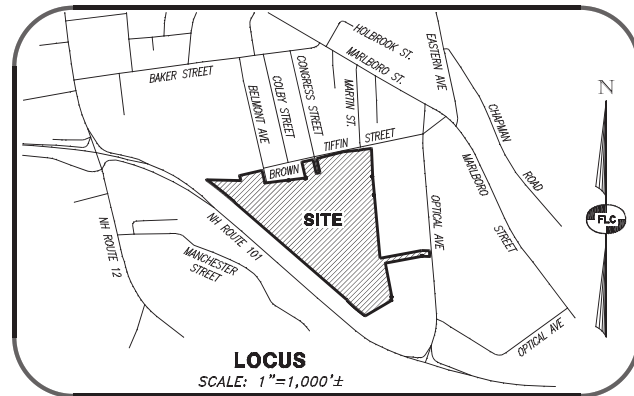 HOLBROOK ST.
MARLBORO ST.
EASTERN AVE
BAKER STREET
BELMONT AVE
COLBY STREET
CONGRESS STREET
MARTIN ST.
TIFFIN STREET
BROWN
CHAPMAN ROAD
N
FLC
MARLBORO STREET
SITE
OPTICAL AVE
NH ROUTE 101
NH ROUTE 12
MANCHESTER
STREET
OPTICAL AVE
LOCUS
SCALE: 1"=1,000'±